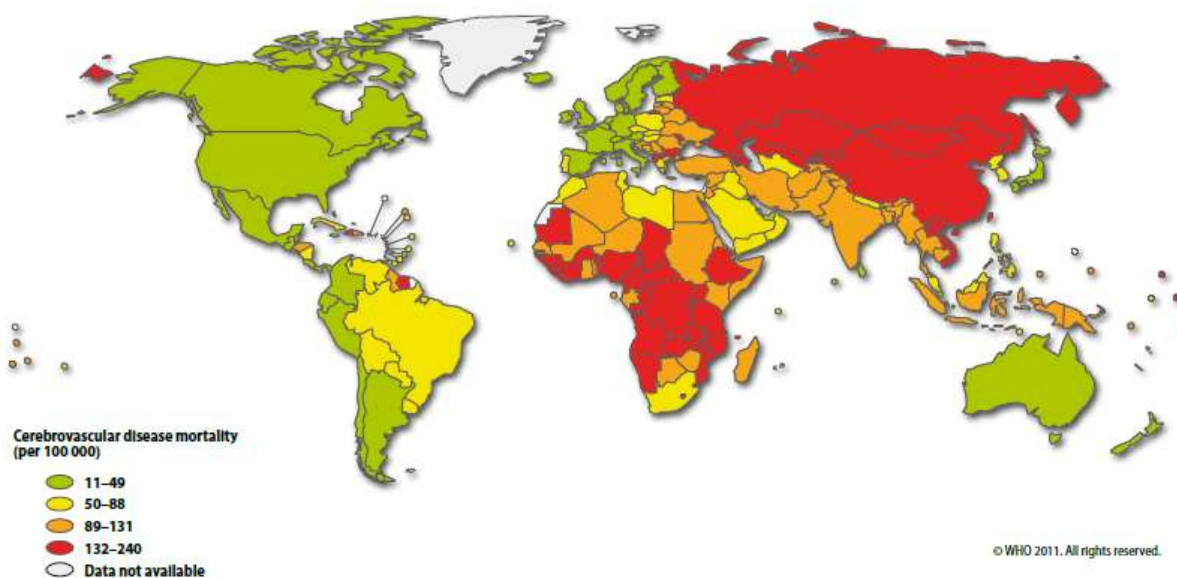 Cerebrovascular disease mortality
(per 100 000)
11–49
50–88
89–131
132–240
Data not available
© WHO 2011. All rights reserved.